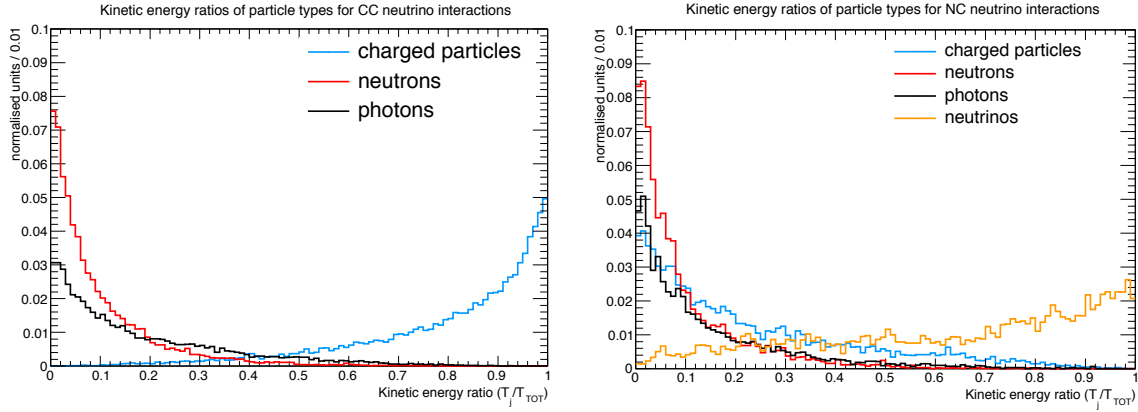 Kinetic energy ratios of particle types for CC neutrino interactions
normalised units / 0.01
0.1
0.09
0.08
0.07
0.06
0.05
0.04
0.03
0.02
0.01
0
charged particles
neutrons
photons
0 0.1 0.2 0.3 0.4 0.5 0.6 0.7 0.8 0.9 1
Kinetic energy ratio (T_j/T_TOT)
Kinetic energy ratios of particle types for NC neutrino interactions
normalised units / 0.01
0.1
0.09
0.08
0.07
0.06
0.05
0.04
0.03
0.02
0.01
0
charged particles
neutrons
photons
neutrinos
0 0.1 0.2 0.3 0.4 0.5 0.6 0.7 0.8 0.9 1
Kinetic energy ratio (T_j/T_TOT)